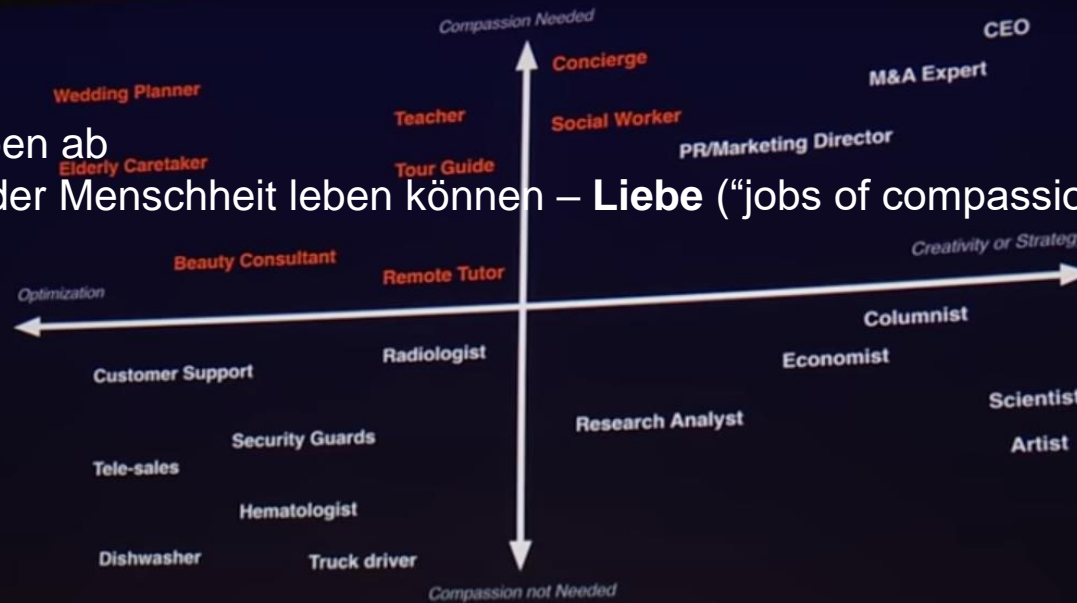 Compassion Needed
CEO
Concierge
M&A Expert
Wedding Planner
Teacher
Social Worker
PR/Marketing Director
en ab
Elderly Caretaker
Tour Guide
der Menschheit leben können – Liebe (“jobs of compassio
Creativity or Strateg
Beauty Consultant
Remote Tutor
Optimization
Columnist
Radiologist
Economist
Customer Support
Scientist
Research Analyst
Security Guards
Artist
Tele-sales
Hematologist
Dishwasher
Truck driver
Compassion not Needed